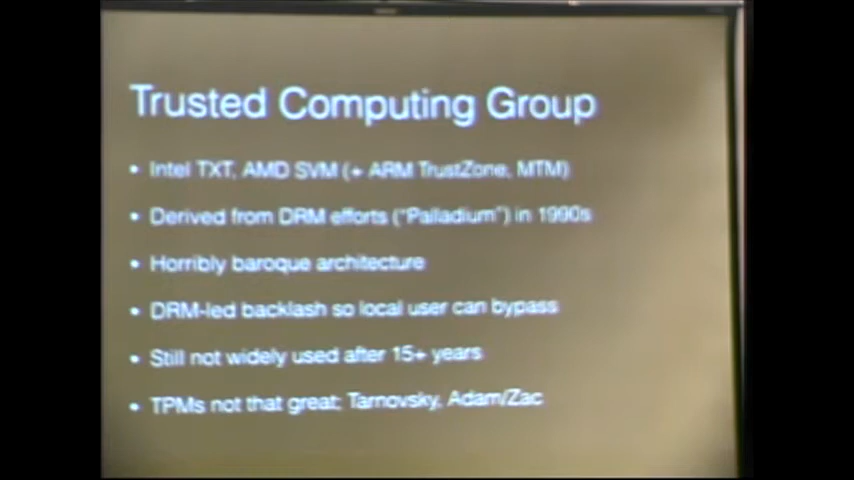 Trusted Computing Group
• Intel TXT, AMD SVM (+ ARM TrustZone, MTM)
• Derived from DRM efforts ("Palladium") in 1990s
• Horribly baroque architecture
• DRM-led backlash so local user can bypass
• Still not widely used after 15+ years
• TPMs not that great; Tarnovsky, Adam/Zac